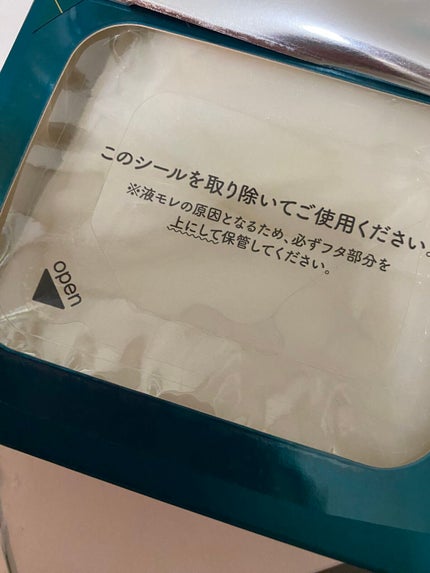 このシールを取り除いてご使用ください。
※液モレの原因となるため、必ずフタ部分を
上にして保管してください。
open